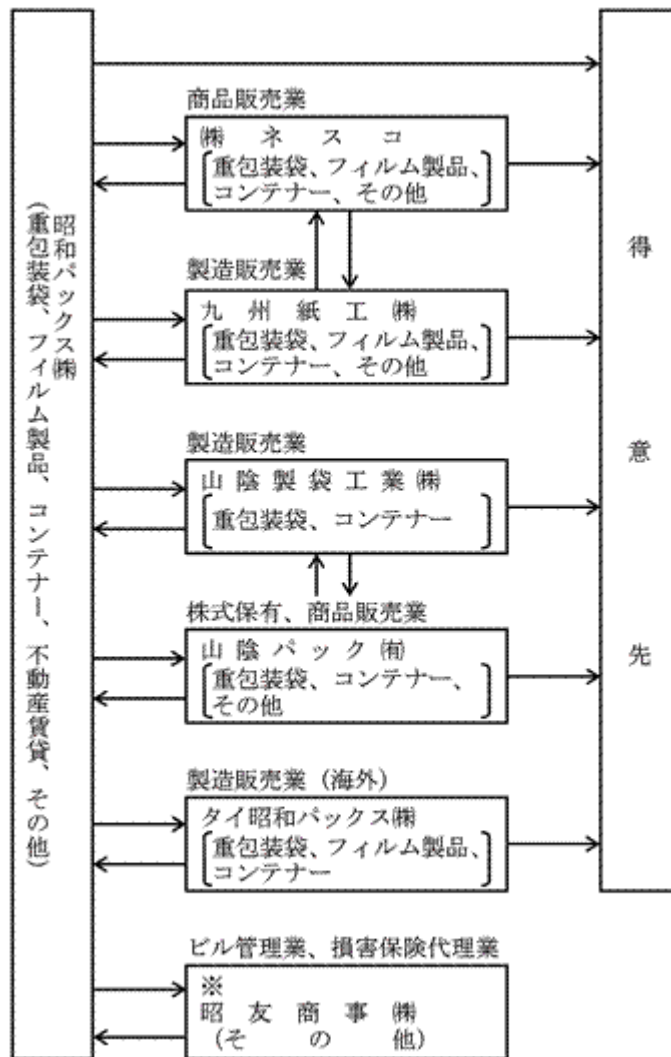 昭和パックス㈱
（重包装袋、フィルム製品、コンテナー、不動産賃貸、その他）
商品販売業
㈱ネスコ
重包装袋、フィルム製品、
コンテナー、その他
製造販売業
九州紙工㈱
重包装袋、フィルム製品、
コンテナー、その他
製造販売業
山陰製袋工業㈱
重包装袋、コンテナー
株式保有、商品販売業
山陰パック㈲
重包装袋、コンテナー、
その他
製造販売業（海外）
タイ昭和パックス㈱
重包装袋、フィルム製品、
コンテナー
ビル管理業、損害保険代理業
※
昭友商事㈱
（その他）
得意先